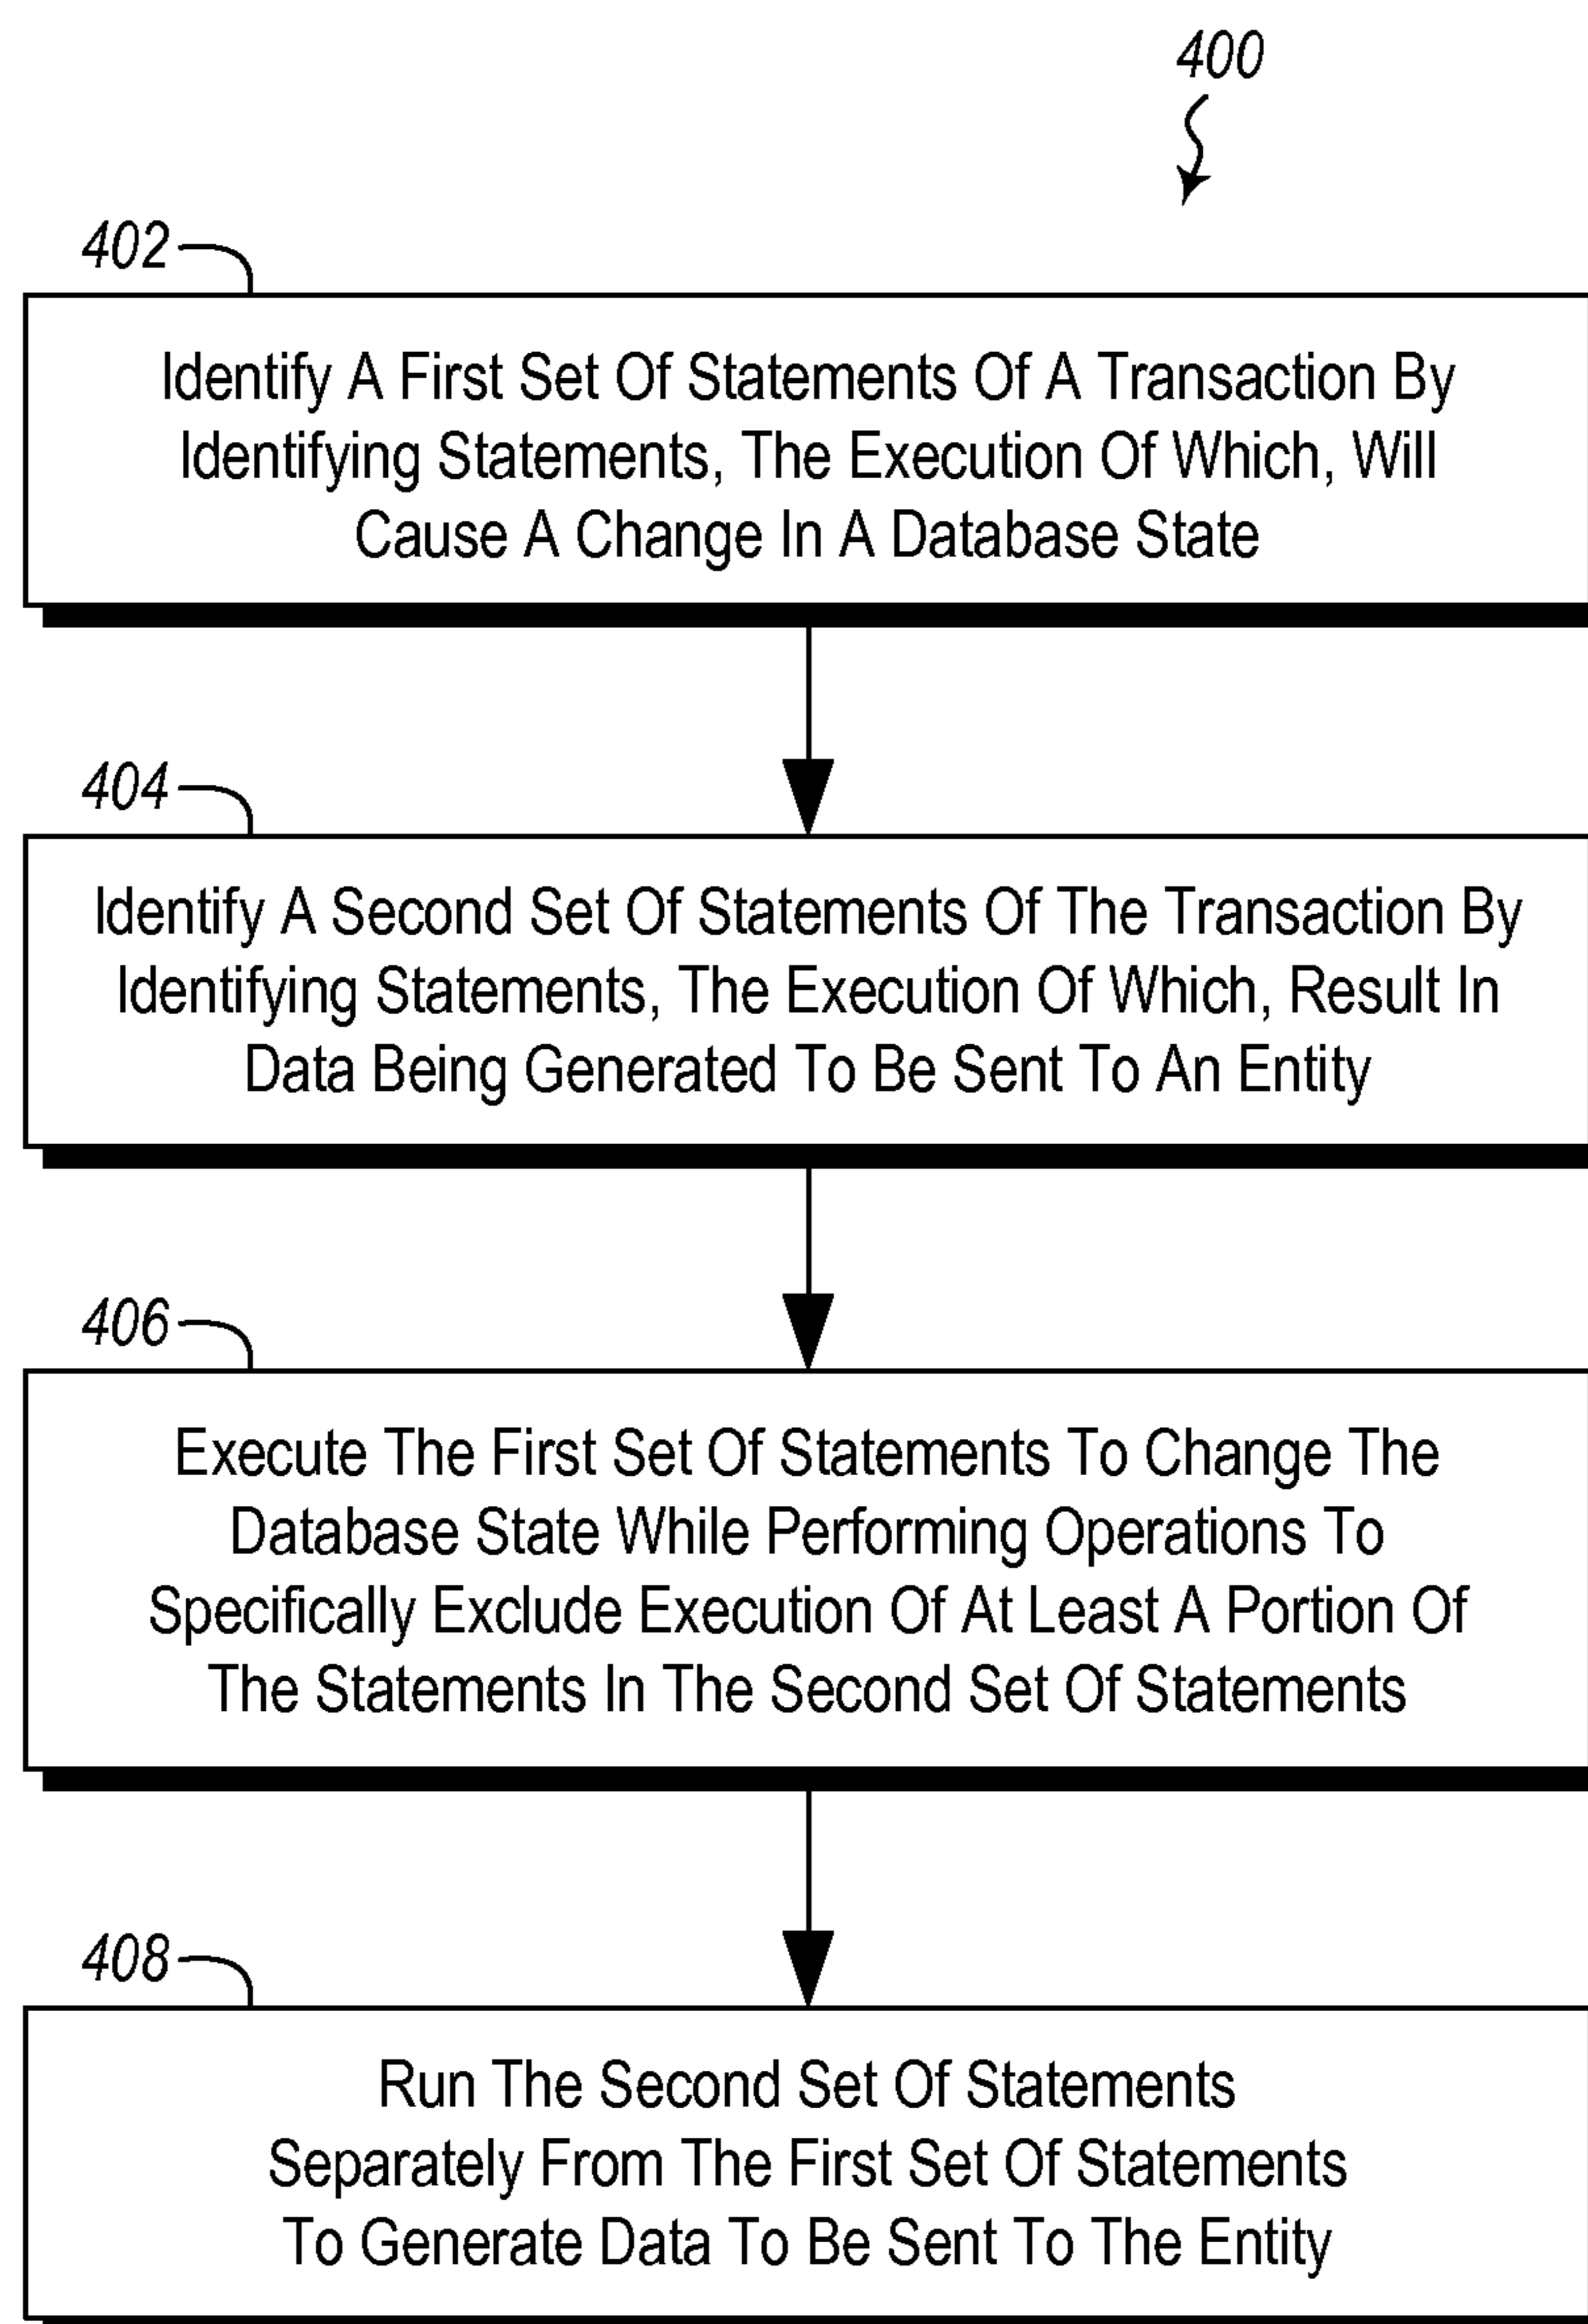 400
402
Identify A First Set Of Statements Of A Transaction By
Identifying Statements, The Execution Of Which, Will
Cause A Change In A Database State
404
Identify A Second Set Of Statements Of The Transaction By
Identifying Statements, The Execution Of Which, Result In
Data Being Generated To Be Sent To An Entity
406
Execute The First Set Of Statements To Change The
Database State While Performing Operations To
Specifically Exclude Execution Of At Least A Portion Of
The Statements In The Second Set Of Statements
408
Run The Second Set Of Statements
Separately From The First Set Of Statements
To Generate Data To Be Sent To The Entity